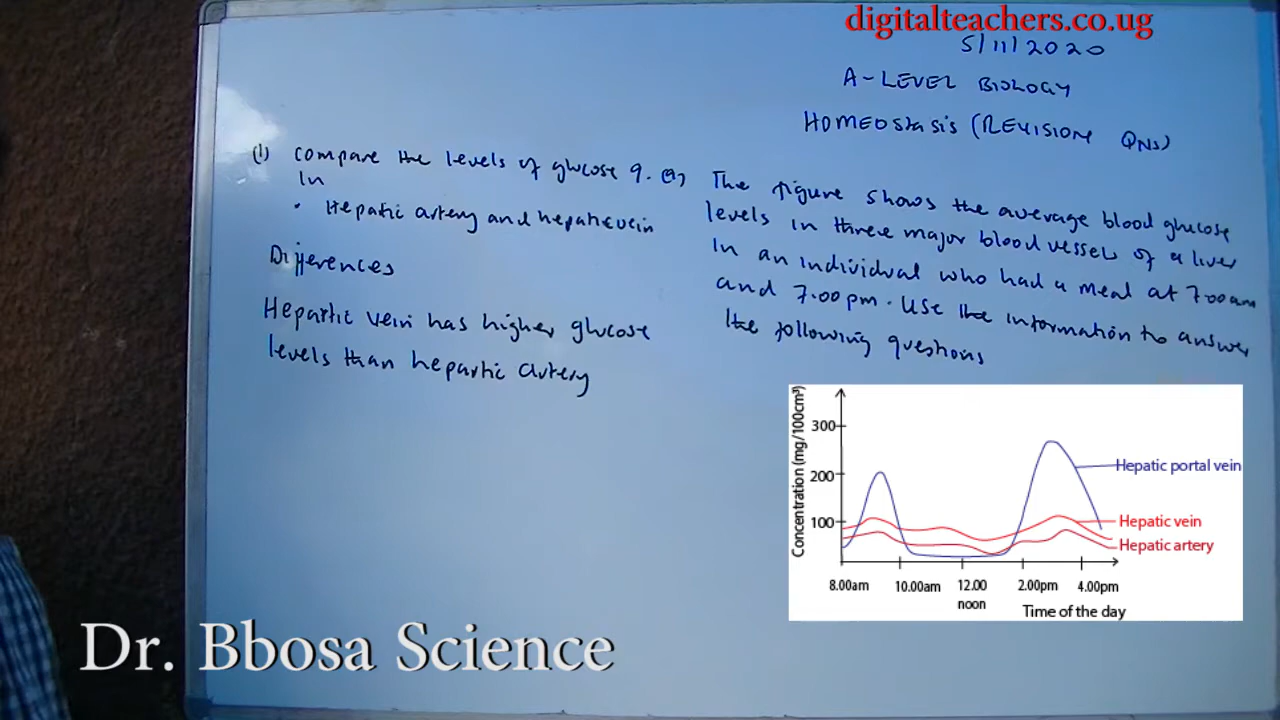 digitalteachers.co.ug
5/11/2020
A-LEVEL BIOLOGY
HOMEOSTASIS (REVISION QNS)
(1) Compare the levels of glucose
In
• Hepatic artery and hepatic vein
Differences
Hepartic vein has higher glucose
levels than hepartic artery
9. (a) The figure shows the average blood glucose
levels in three major blood vessels of a liver
In an individual who had a meal at 7.00am
and 7.00pm. Use the information to answer
the following questions
Concentration (mg/100cm³)
300
200
100
Hepatic portal vein
Hepatic vein
Hepatic artery
8.00am 10.00am 12.00 2.00pm 4.00pm
noon
Time of the day
Dr. Bbosa Science